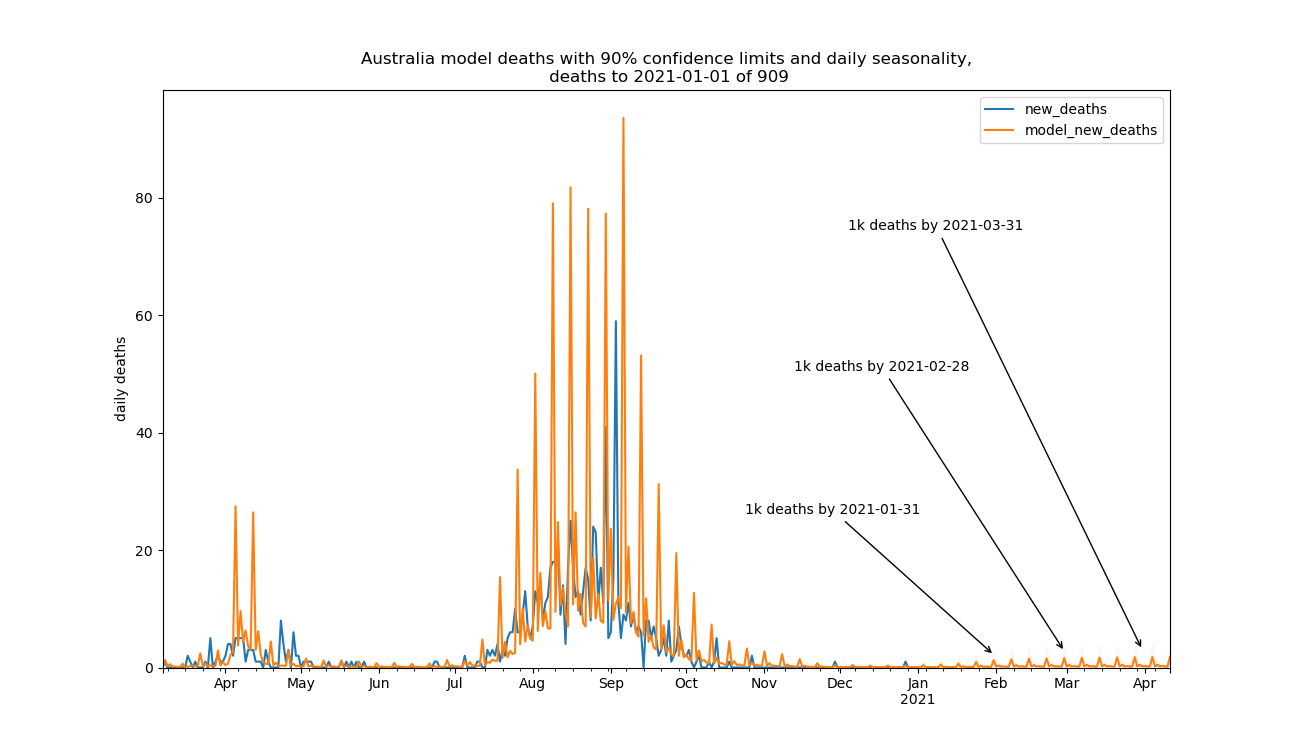 Australia model deaths with 90% confidence limits and daily seasonality,
deaths to 2021-01-01 of 909
new_deaths
model_new_deaths
80
60
40
20
0
daily deaths
1k deaths by 2021-03-31
1k deaths by 2021-02-28
1k deaths by 2021-01-31
Apr May Jun Jul Aug Sep Oct Nov Dec Jan Feb Mar Apr
2021